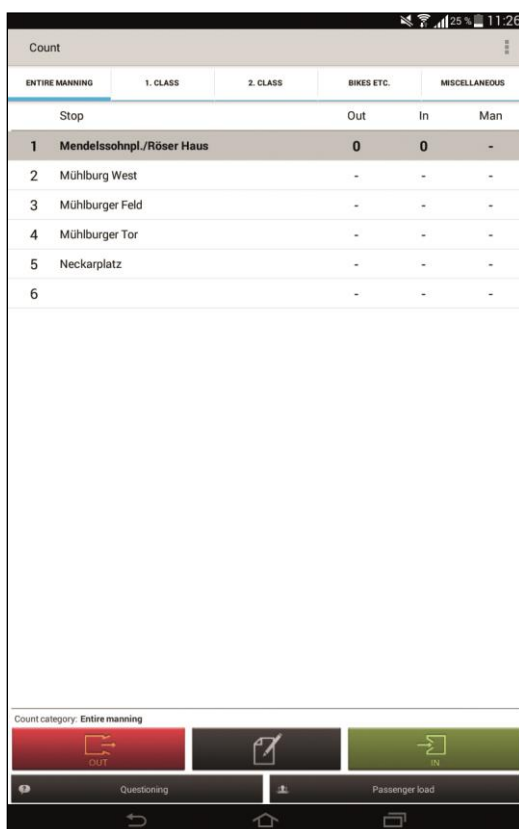 25 % 11:26
Count
ENTIRE MANNING 1. CLASS 2. CLASS BIKES ETC. MISCELLANEOUS
Stop Out In Man
1 Mendelssohnpl./Röser Haus 0 0 -
2 Mühlburg West - - -
3 Mühlburger Feld - - -
4 Mühlburger Tor - - -
5 Neckarplatz - - -
6 - - -
Count category: Entire manning
OUT IN
Questioning Passenger load